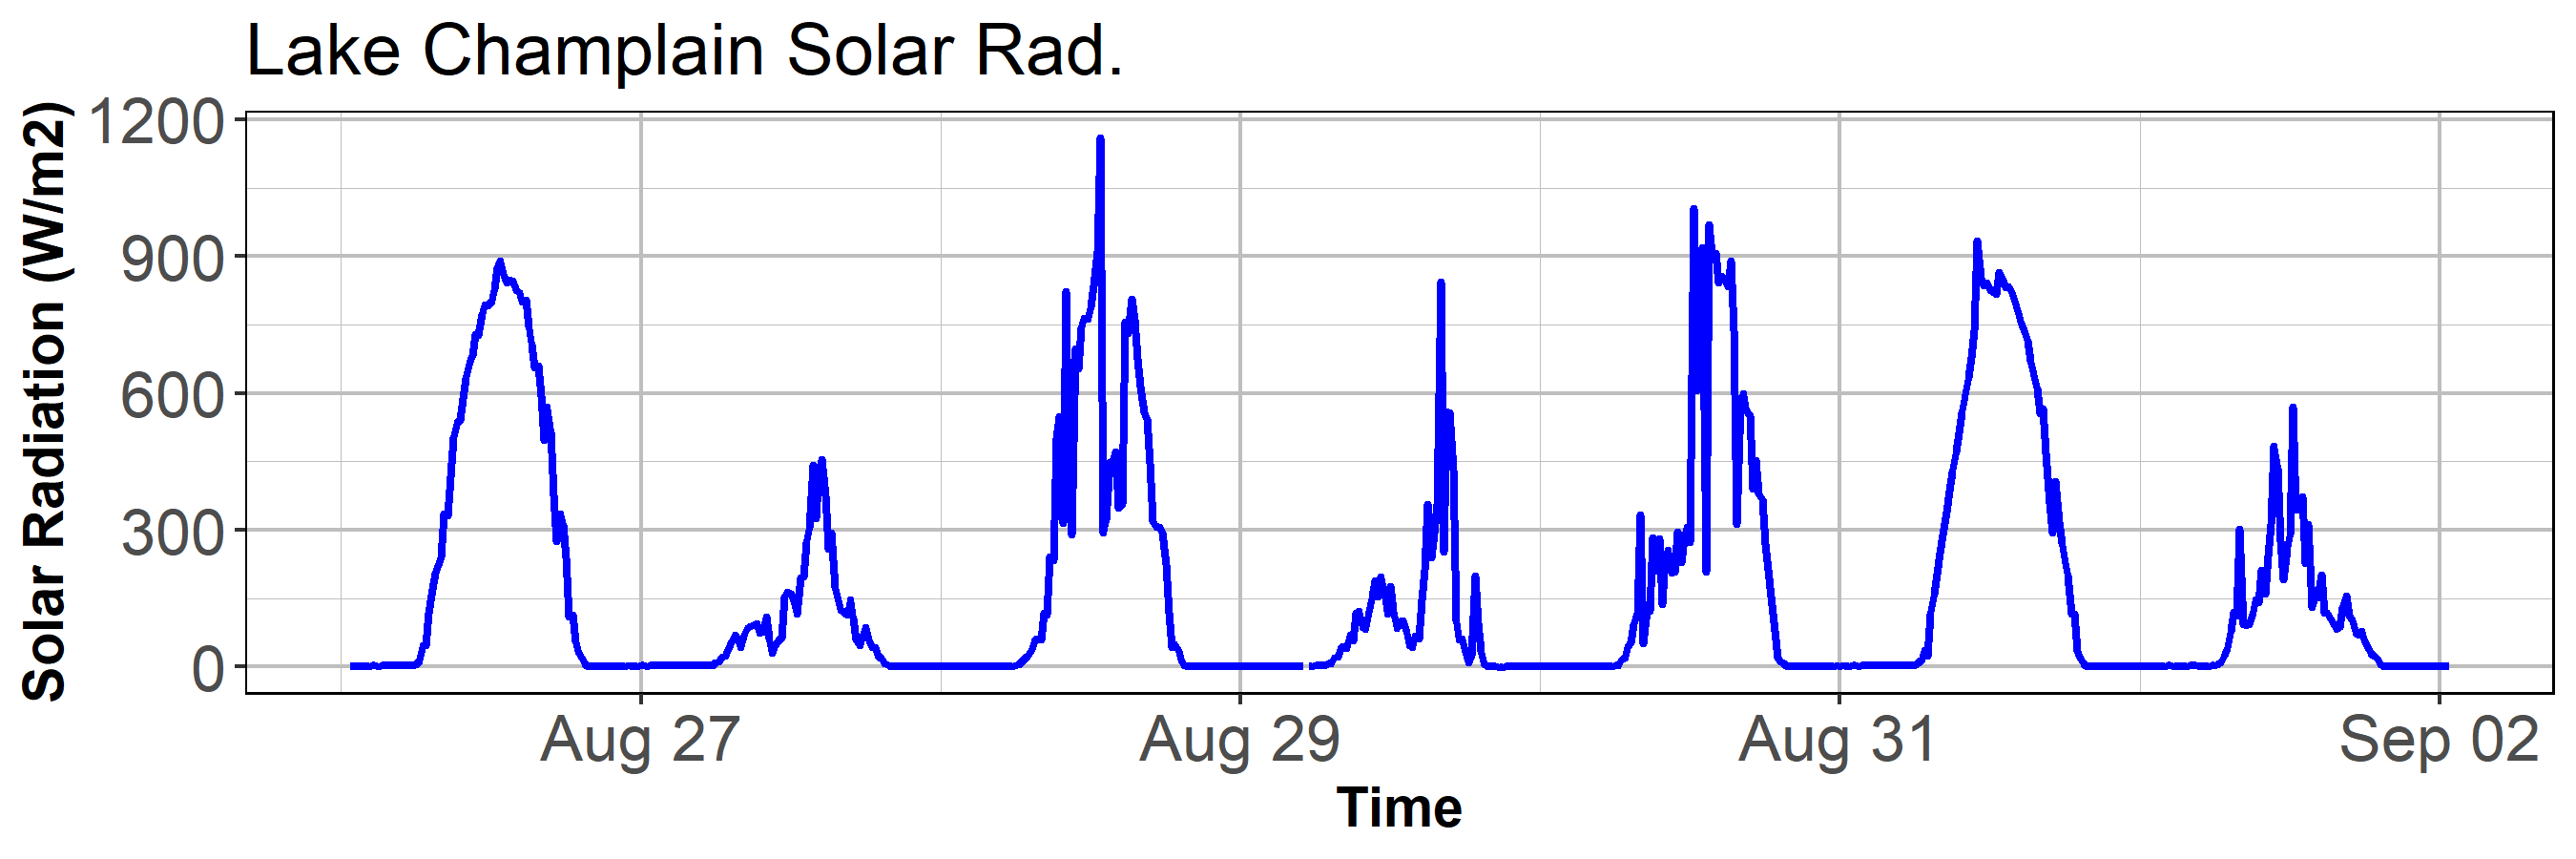 Lake Champlain Solar Rad.
Solar Radiation (W/m2)
1200
900
600
300
0
Aug 27
Aug 29
Aug 31
Sep 02
Time